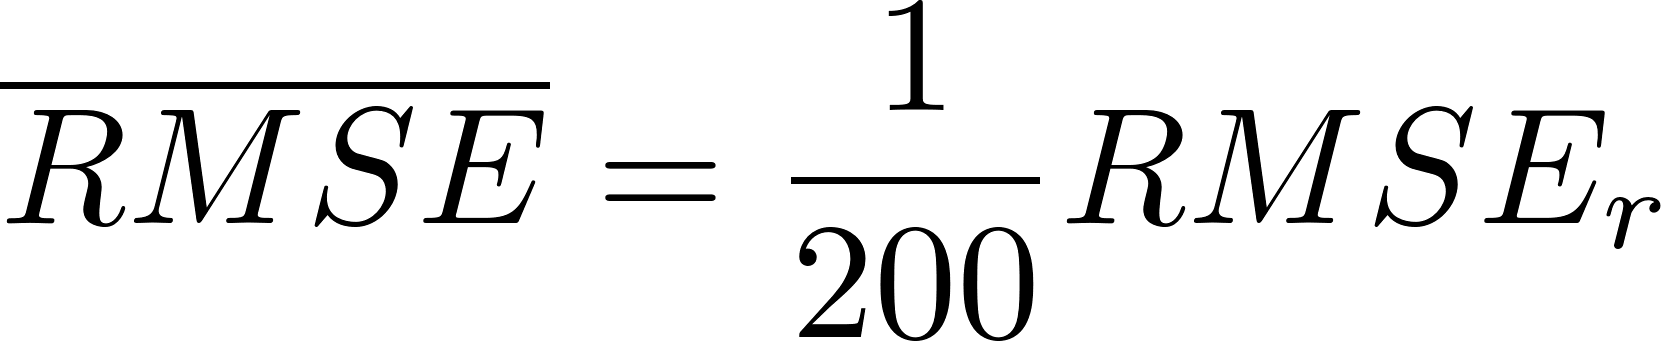 $\overline{RMSE} = \frac{1}{200} RMSE_r$